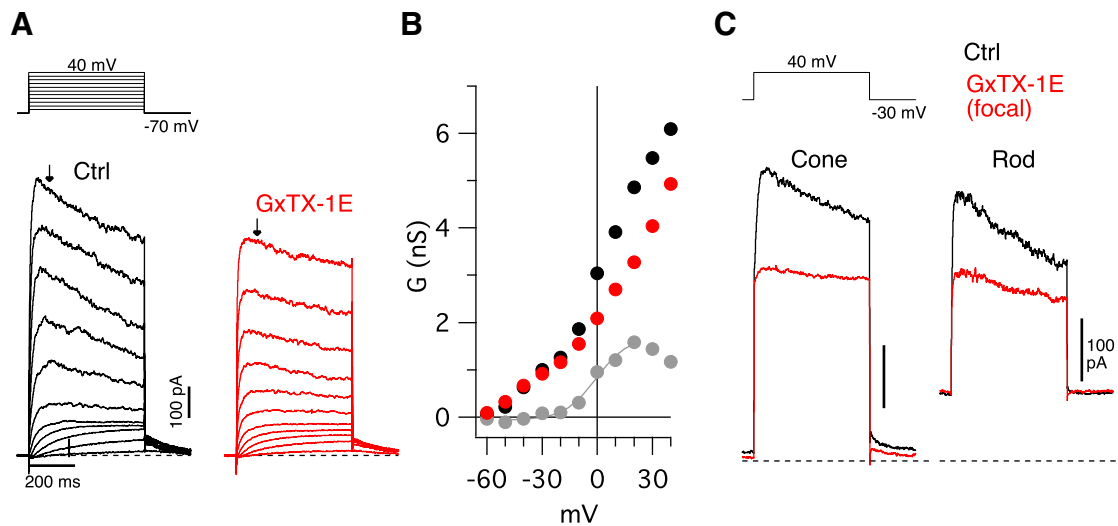 A
40 mV
-70 mV
Ctrl
GxTX-1E
100 pA
200 ms
B
G (nS)
6
4
2
0
-60
-30
0
30
mV
C
40 mV
-30 mV
Ctrl
GxTX-1E
(focal)
Cone
Rod
100
pA